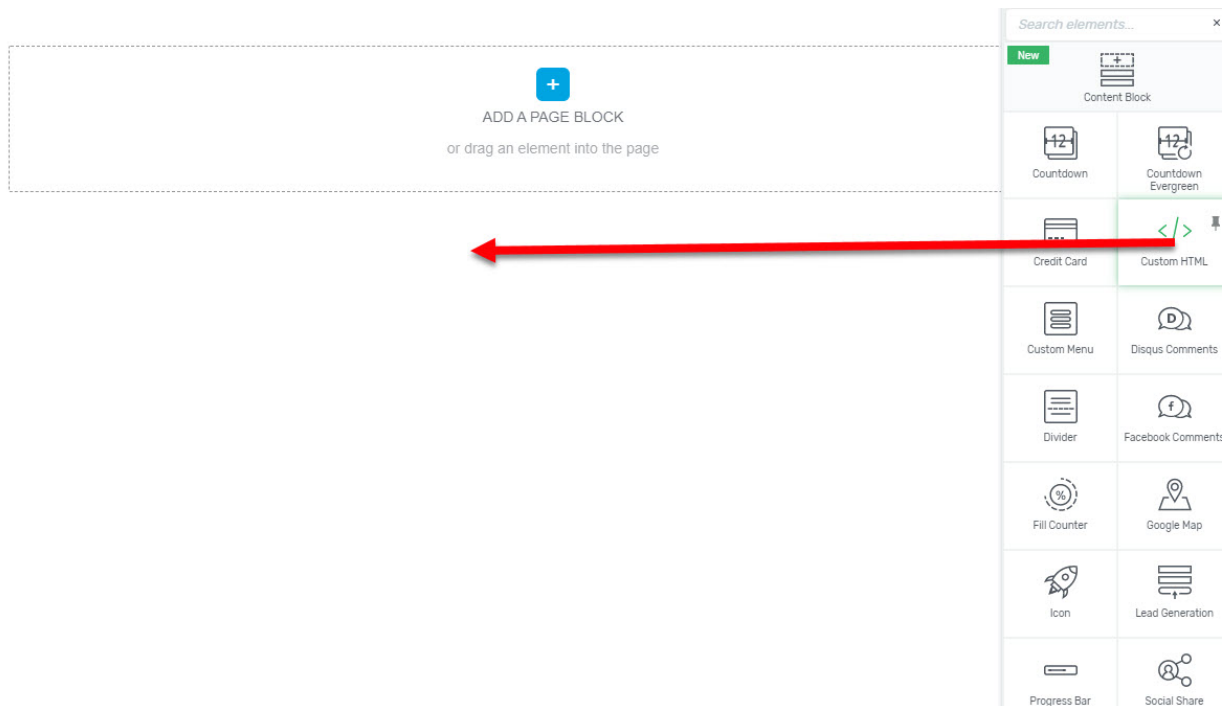 Search elements...
×
New
Content Block
ADD A PAGE BLOCK
or drag an element into the page
12
Countdown
12
Countdown
Evergreen
Credit Card
</>
Custom HTML
Custom Menu
D
Disqus Comments
Divider
f
Facebook Comments
%
Fill Counter
Google Map
Icon
Lead Generation
Progress Bar
Social Share